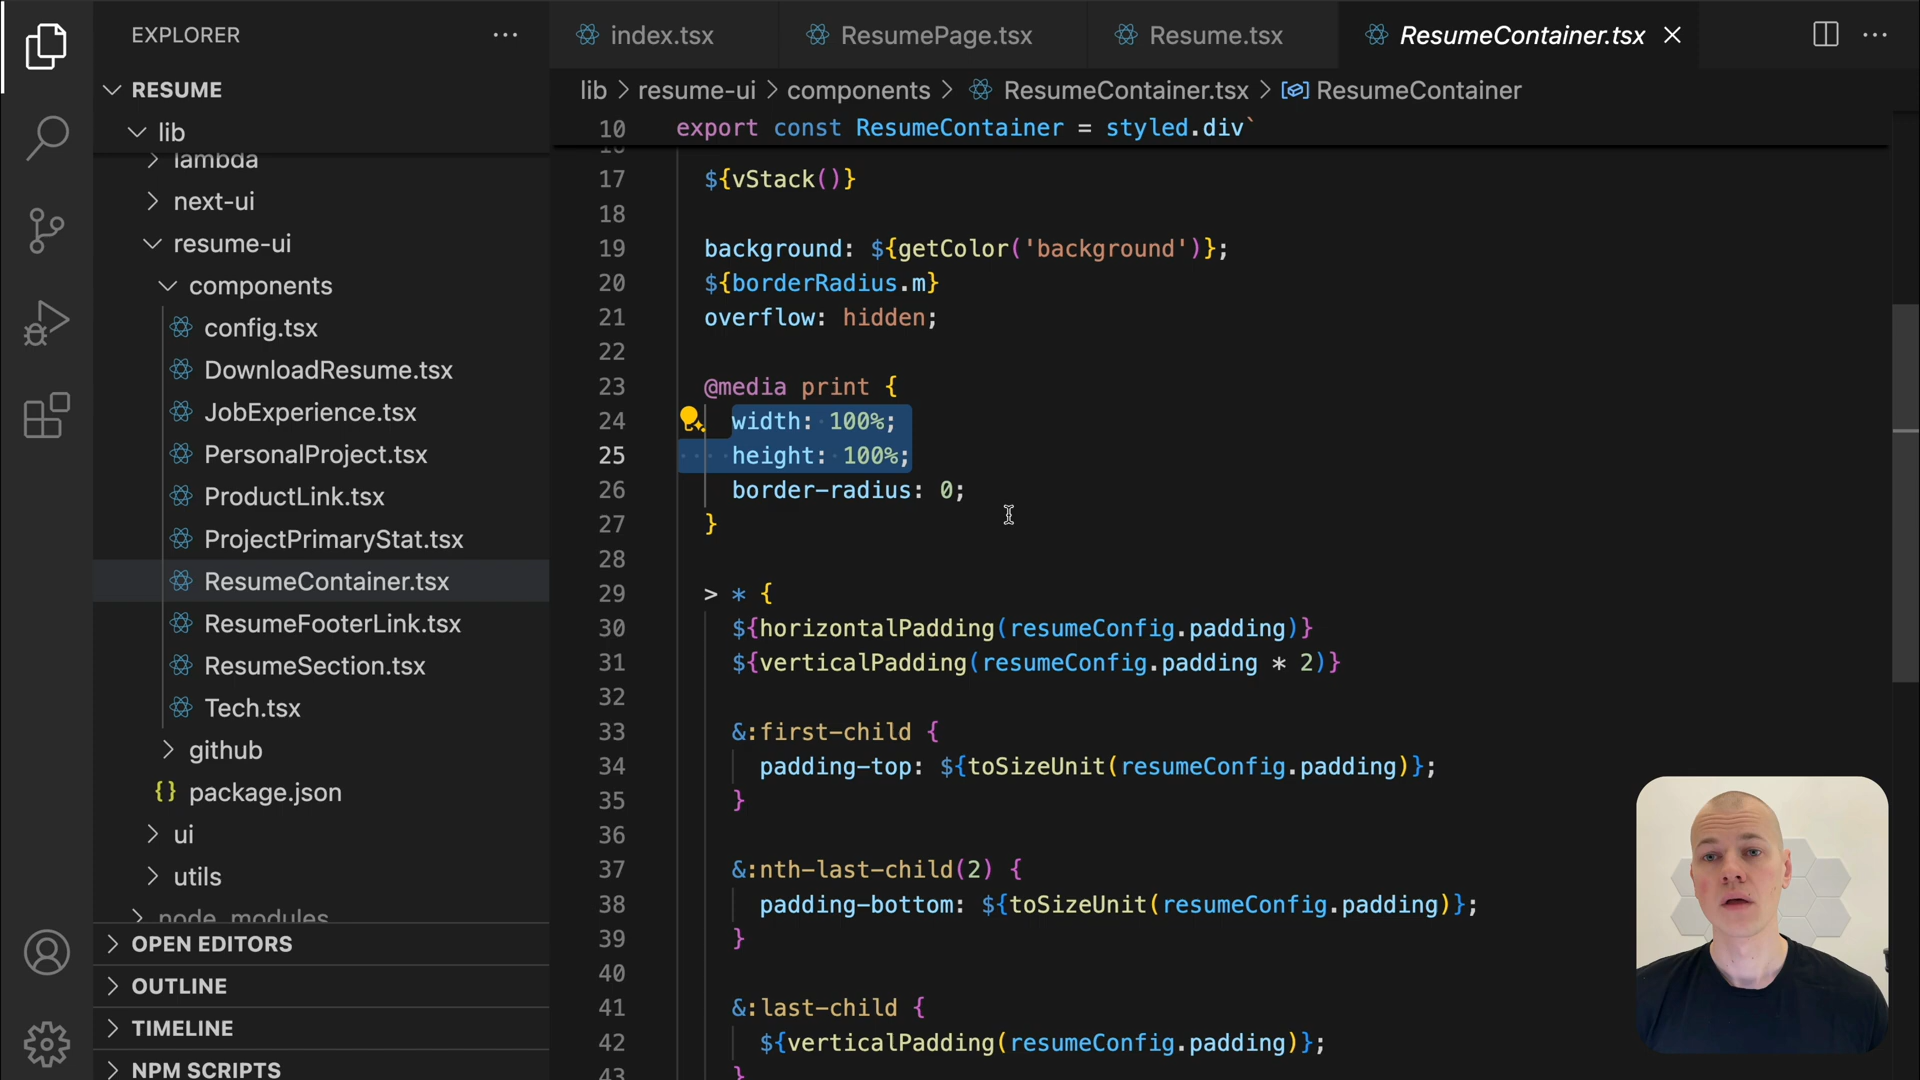 EXPLORER
RESUME
lib
lambda
next-ui
resume-ui
components
config.tsx
DownloadResume.tsx
JobExperience.tsx
PersonalProject.tsx
ProductLink.tsx
ProjectPrimaryStat.tsx
ResumeContainer.tsx
ResumeFooterLink.tsx
ResumeSection.tsx
Tech.tsx
github
{} package.json
ui
utils
node_modules
OPEN EDITORS
OUTLINE
TIMELINE
NPM SCRIPTS
index.tsx
ResumePage.tsx
Resume.tsx
ResumeContainer.tsx
lib > resume-ui > components > ResumeContainer.tsx > ResumeContainer
10 export const ResumeContainer = styled.div`
16
17 ${vStack()}
18
19 background: ${getColor('background')};
20 ${borderRadius.m}
21 overflow: hidden;
22
23 @media print {
24 width: 100%;
25 height: 100%;
26 border-radius: 0;
27 }
28
29 > * {
30 ${horizontalPadding(resumeConfig.padding)}
31 ${verticalPadding(resumeConfig.padding * 2)}
32
33 &:first-child {
34 padding-top: ${toSizeUnit(resumeConfig.padding)};
35 }
36
37 &:nth-last-child(2) {
38 padding-bottom: ${toSizeUnit(resumeConfig.padding)};
39 }
40
41 &:last-child {
42 ${verticalPadding(resumeConfig.padding)};
43 }